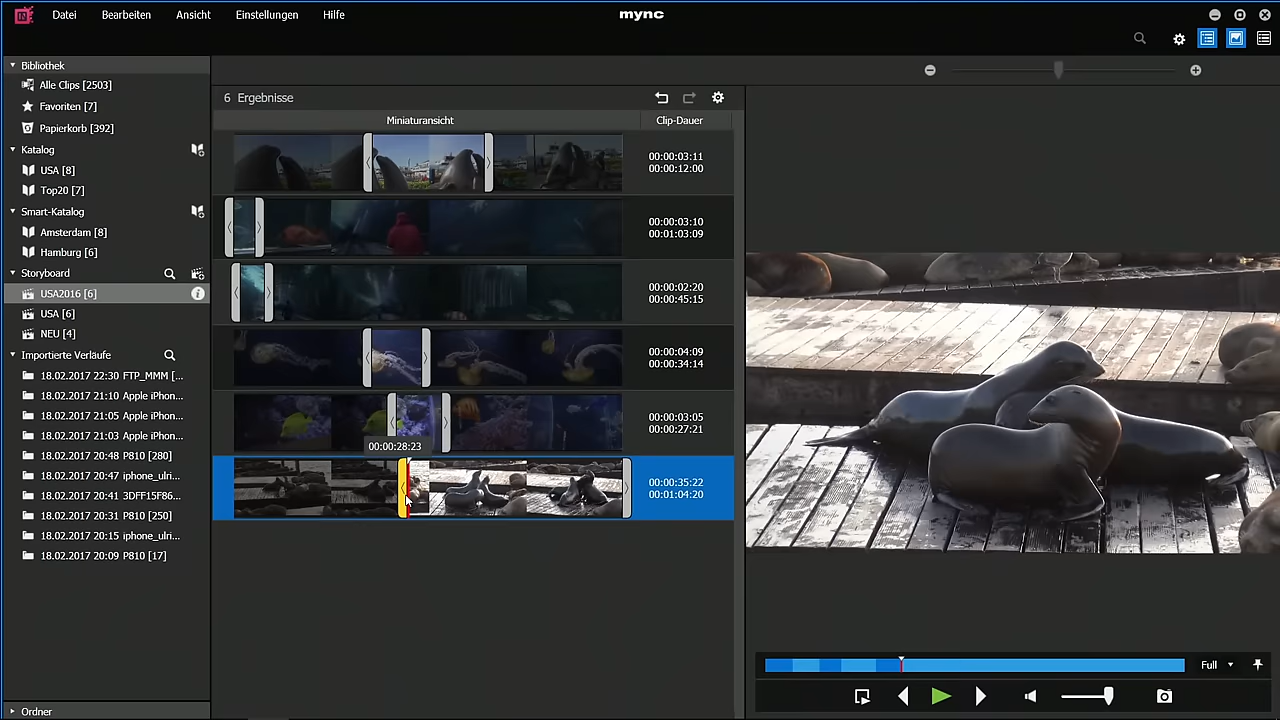 Datei Bearbeiten Ansicht Einstellungen Hilfe mync
Bibliothek
Alle Clips [2503]
Favoriten [7]
Papierkorb [392]
Katalog
USA [8]
Top20 [7]
Smart-Katalog
Amsterdam [8]
Hamburg [6]
Storyboard
USA2016 [6]
USA [6]
NEU [4]
Importierte Verläufe
18.02.2017 22:30 FTP_MMM [...
18.02.2017 21:10 Apple iPhon...
18.02.2017 21:05 Apple iPhon...
18.02.2017 21:03 Apple iPhon...
18.02.2017 20:48 P810 [280]
18.02.2017 20:47 iphone_ulri...
18.02.2017 20:41 3DFF15F86...
18.02.2017 20:31 P810 [250]
18.02.2017 20:15 iphone_ulri...
18.02.2017 20:09 P810 [17]
Ordner
6 Ergebnisse
Miniaturansicht Clip-Dauer
00:00:03:11
00:00:12:00
00:00:03:10
00:01:03:09
00:00:02:20
00:00:45:15
00:00:04:09
00:00:34:14
00:00:03:05
00:00:27:21
00:00:28:23
00:00:35:22
00:01:04:20
Full